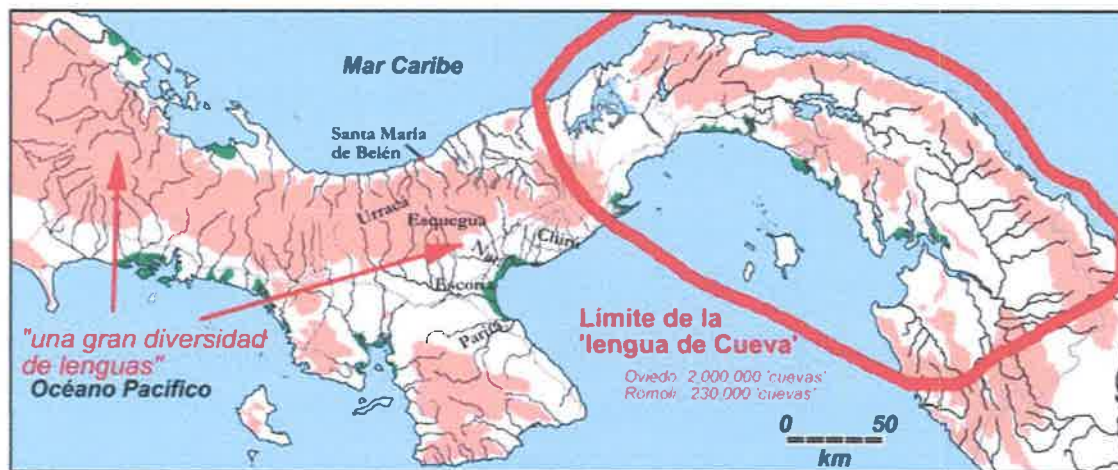 Mar Caribe
Santa María
de Belén
Urracá
Esquegua
Chirú
Escoria
Parita
"una gran diversidad
de lenguas"
Océano Pacífico
Límite de la
'lengua de Cueva'
Oviedo 2,000,000 'cuevas'
Romoli 230,000 'cuevas'
0 50
km